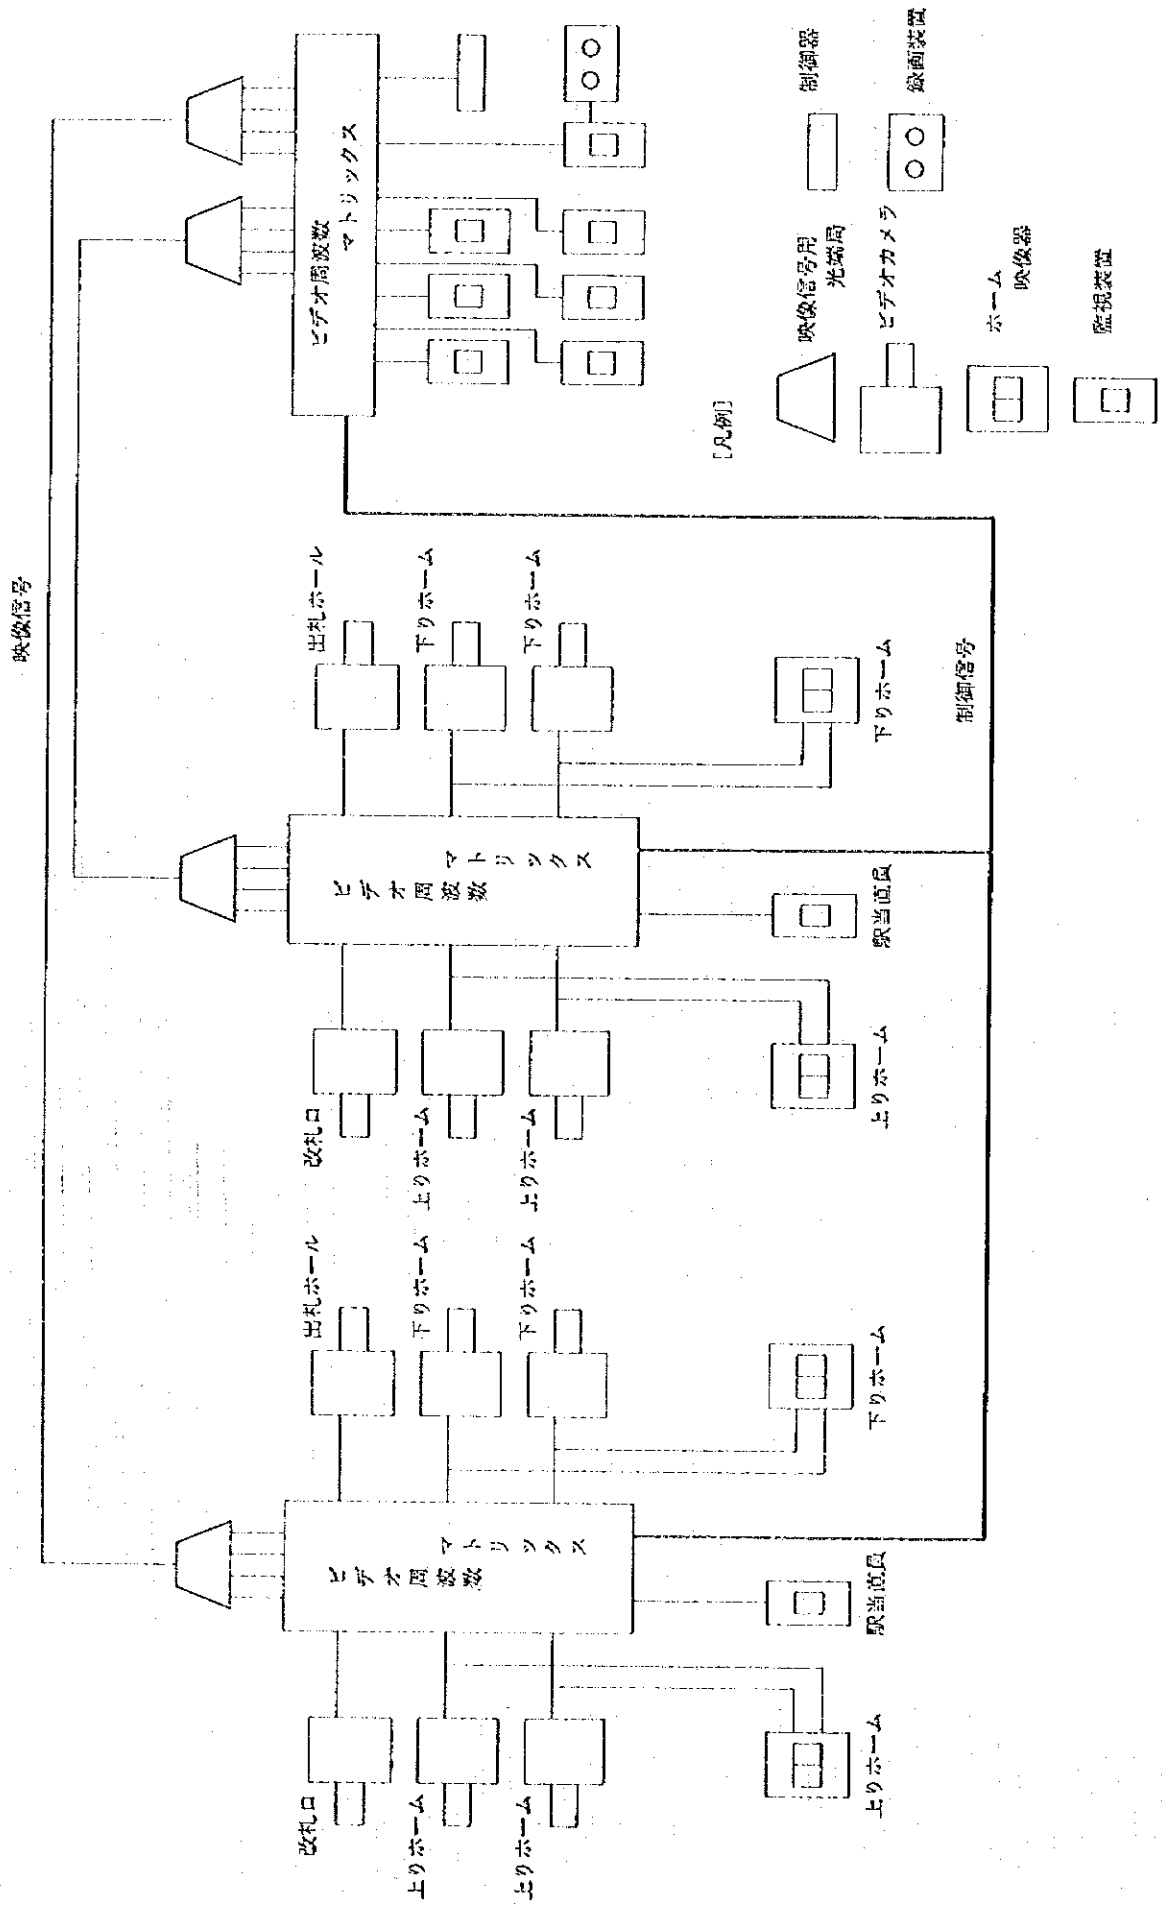 映像信号
ビデオ周波数
マトリックス
ビデオ周波数
マトリックス
ビデオ周波数
マトリックス
改札口
上りホーム
上りホーム
出札ホール
下りホーム
下りホーム
改札口
上りホーム
上りホーム
出札ホール
下りホーム
下りホーム
上りホーム
駅当直員
下りホーム
上りホーム
駅当直員
下りホーム
制御信号
[凡例]
映像信号用
光端局
制御器
ビデオカメラ
録画装置
ホーム
映像器
監視装置